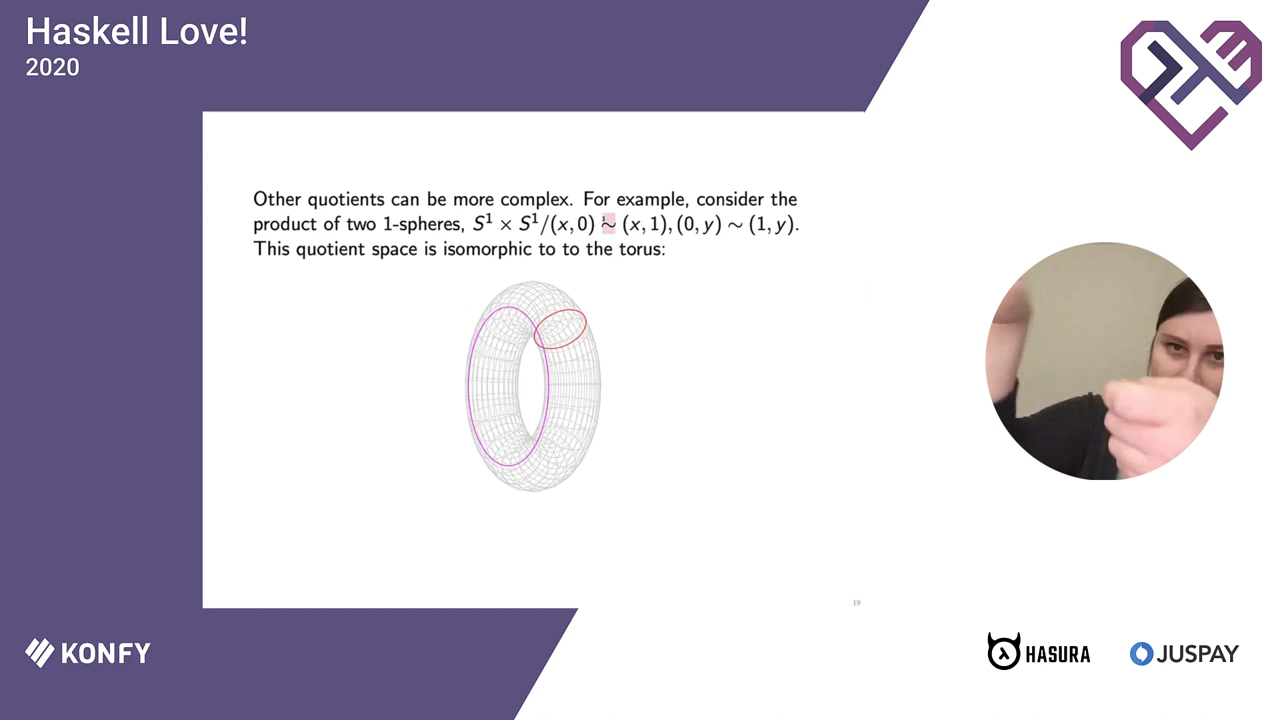 Haskell Love!
2020
Other quotients can be more complex. For example, consider the
product of two 1-spheres, S¹ × S¹/(x, 0) ~ (x, 1), (0, y) ~ (1, y).
This quotient space is isomorphic to to the torus:
19
KONFY
HASURA
JUSPAY